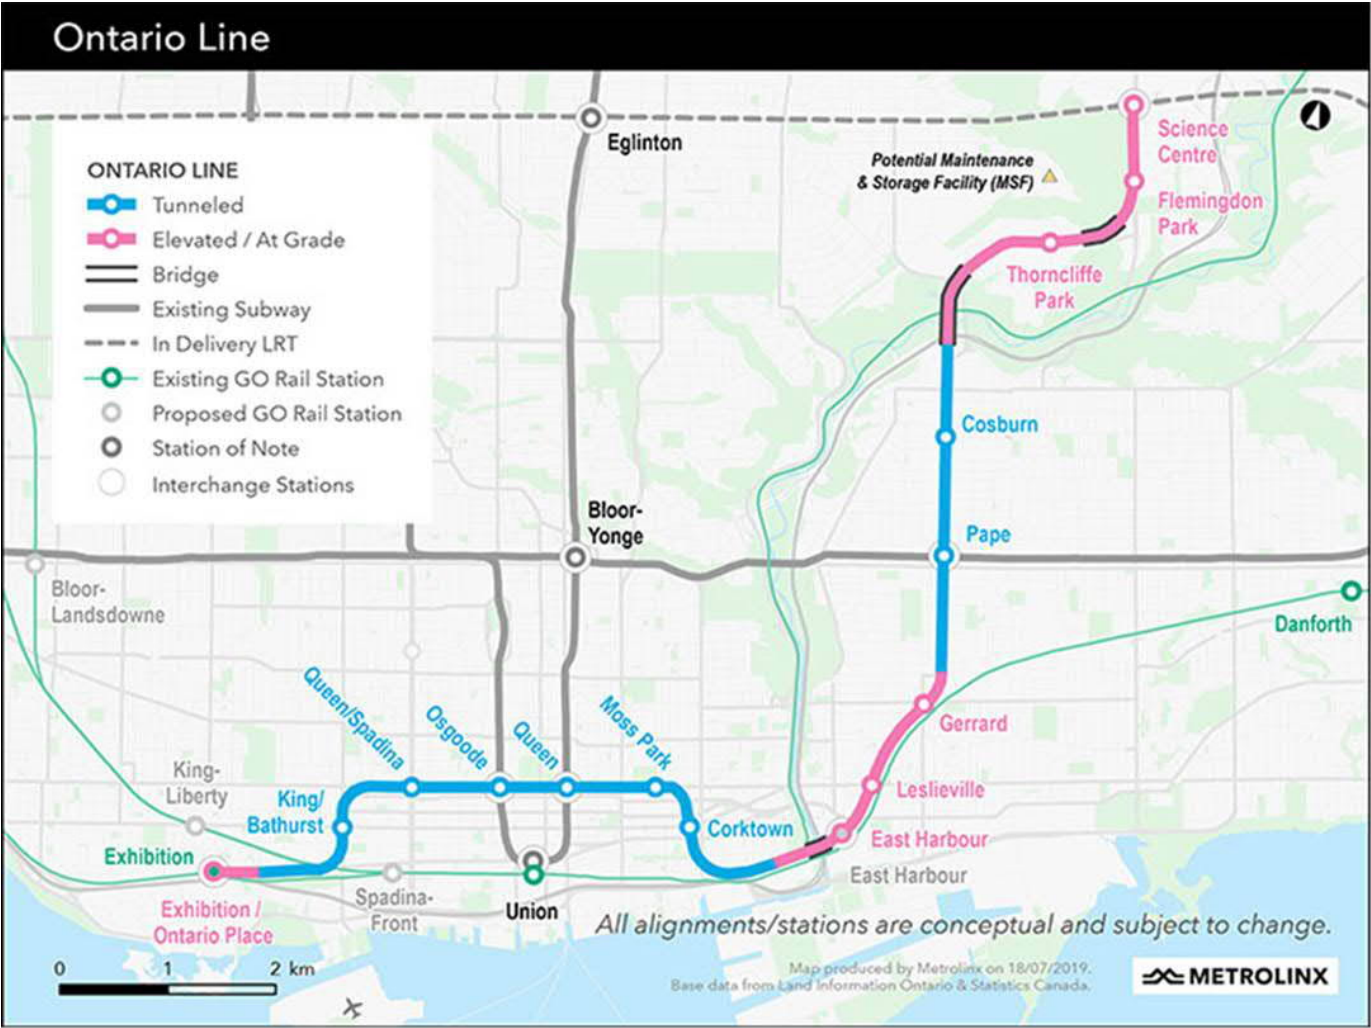 Ontario Line
Eglinton
Science
Centre
Potential Maintenance
& Storage Facility (MSF)
Flemingdon
Park
Thorncliffe
Park
ONTARIO LINE
Tunneled
Elevated / At Grade
Bridge
Existing Subway
In Delivery LRT
Existing GO Rail Station
Proposed GO Rail Station
Station of Note
Interchange Stations
Cosburn
Bloor-
Yonge
Pape
Bloor-
Landsdowne
Danforth
Queen/Spadina
Osgoode
Queen
Moss Park
Gerrard
King-
Liberty
King/
Bathurst
Leslieville
Corktown
East Harbour
East Harbour
Exhibition
Exhibition /
Ontario Place
Spadina-
Front
Union
All alignments/stations are conceptual and subject to change.
0 1 2 km
Map produced by Metrolinx on 18/07/2019.
Base data from Land Information Ontario & Statistics Canada.
METROLINX